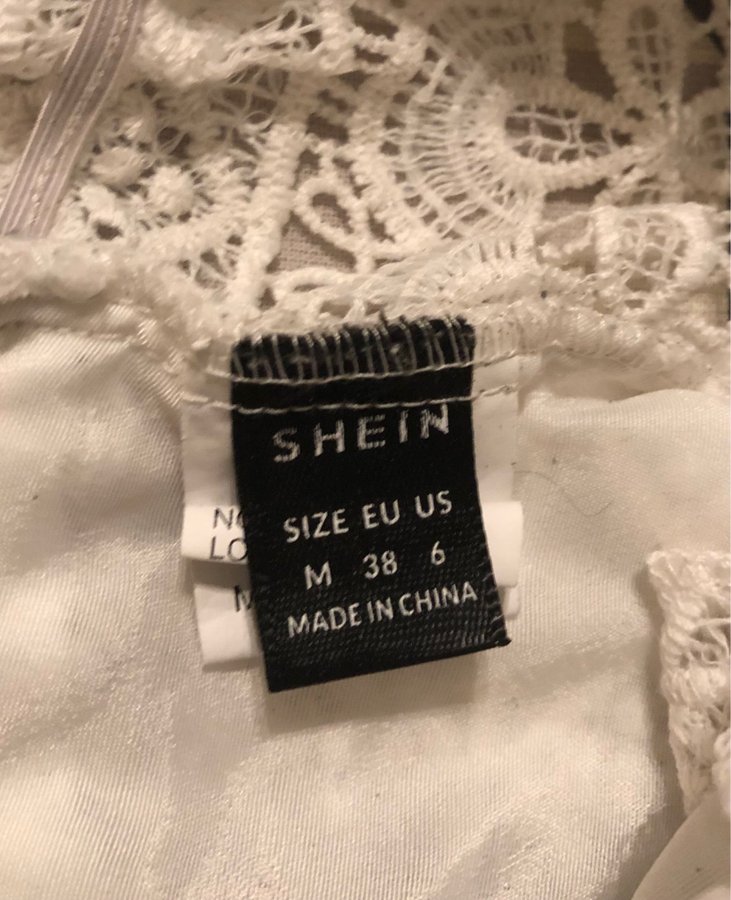 SHEIN
SIZE EU US
M 38 6
MADE IN CHINA